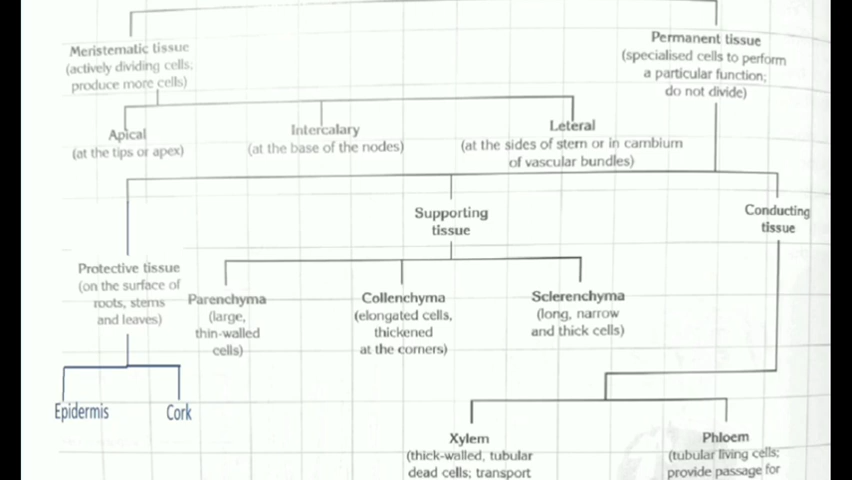 Meristematic tissue
(actively dividing cells;
produce more cells)
Permanent tissue
(specialised cells to perform
a particular function;
do not divide)
Apical
(at the tips or apex)
Intercalary
(at the base of the nodes)
Leteral
(at the sides of stem or in cambium
of vascular bundles)
Supporting
tissue
Conducting
tissue
Protective tissue
(on the surface of
roots, stems
and leaves)
Parenchyma
(large,
thin-walled
cells)
Collenchyma
(elongated cells,
thickened
at the corners)
Sclerenchyma
(long, narrow
and thick cells)
Epidermis
Cork
Xylem
(thick-walled, tubular
dead cells; transport
Phloem
(tubular living cells;
provide passage for